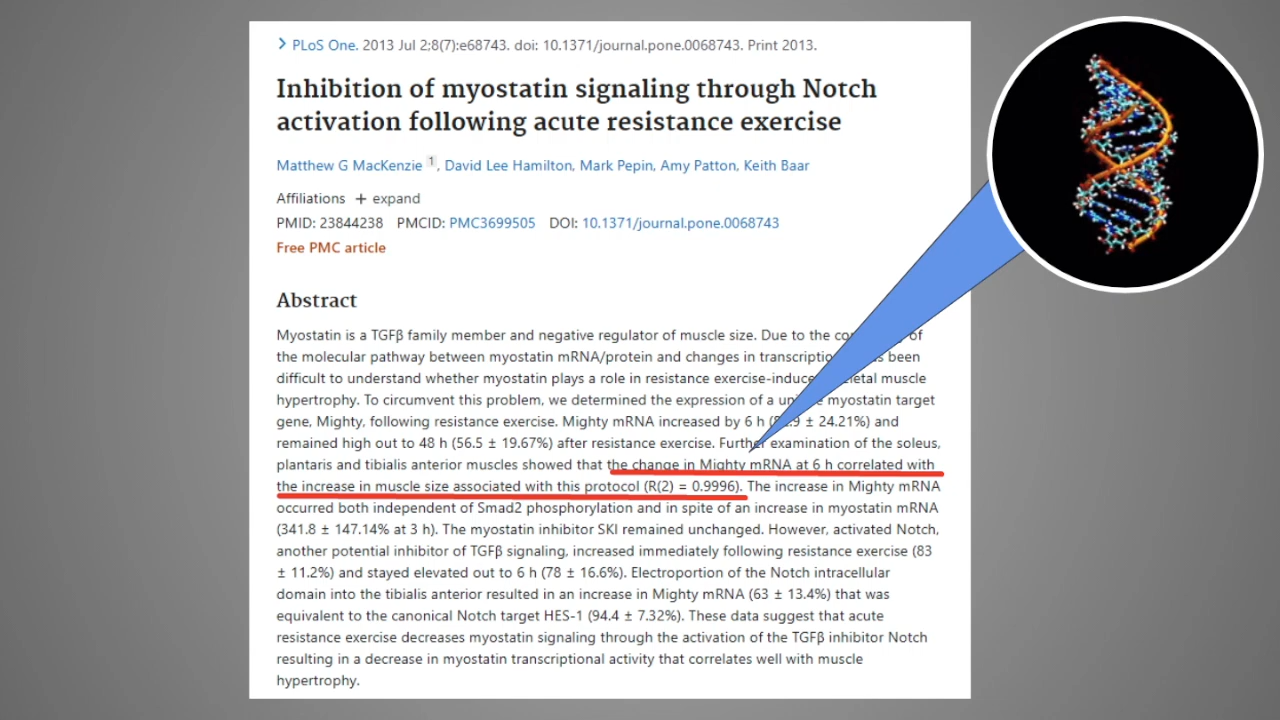 PLoS One. 2013 Jul 2;8(7):e68743. doi: 10.1371/journal.pone.0068743. Print 2013.
Inhibition of myostatin signaling through Notch
activation following acute resistance exercise
Matthew G MacKenzie 1, David Lee Hamilton, Mark Pepin, Amy Patton, Keith Baar
Affiliations + expand
PMID: 23844238 PMCID: PMC3699505 DOI: 10.1371/journal.pone.0068743
Free PMC article
Abstract
Myostatin is a TGFβ family member and negative regulator of muscle size. Due to the of
the molecular pathway between myostatin mRNA/protein and changes in been
difficult to understand whether myostatin plays a role in resistance muscle
hypertrophy. To circumvent this problem, we determined the expression of a myostatin target
gene, Mighty, following resistance exercise. Mighty mRNA increased by 6 h ± 24.21%) and
remained high out to 48 h (56.5 ± 19.67%) after resistance exercise. Further examination of the soleus,
plantaris and tibialis anterior muscles showed that the change in Mighty mRNA at 6 h correlated with
the increase in muscle size associated with this protocol (R(2) = 0.9996). The increase in Mighty mRNA
occurred both independent of Smad2 phosphorylation and in spite of an increase in myostatin mRNA
(341.8 ± 147.14% at 3 h). The myostatin inhibitor SKI remained unchanged. However, activated Notch,
another potential inhibitor of TGFβ signaling, increased immediately following resistance exercise (83
± 11.2%) and stayed elevated out to 6 h (78 ± 16.6%). Electroportion of the Notch intracellular
domain into the tibialis anterior resulted in an increase in Mighty mRNA (63 ± 13.4%) that was
equivalent to the canonical Notch target HES-1 (94.4 ± 7.32%). These data suggest that acute
resistance exercise decreases myostatin signaling through the activation of the TGFβ inhibitor Notch
resulting in a decrease in myostatin transcriptional activity that correlates well with muscle
hypertrophy.